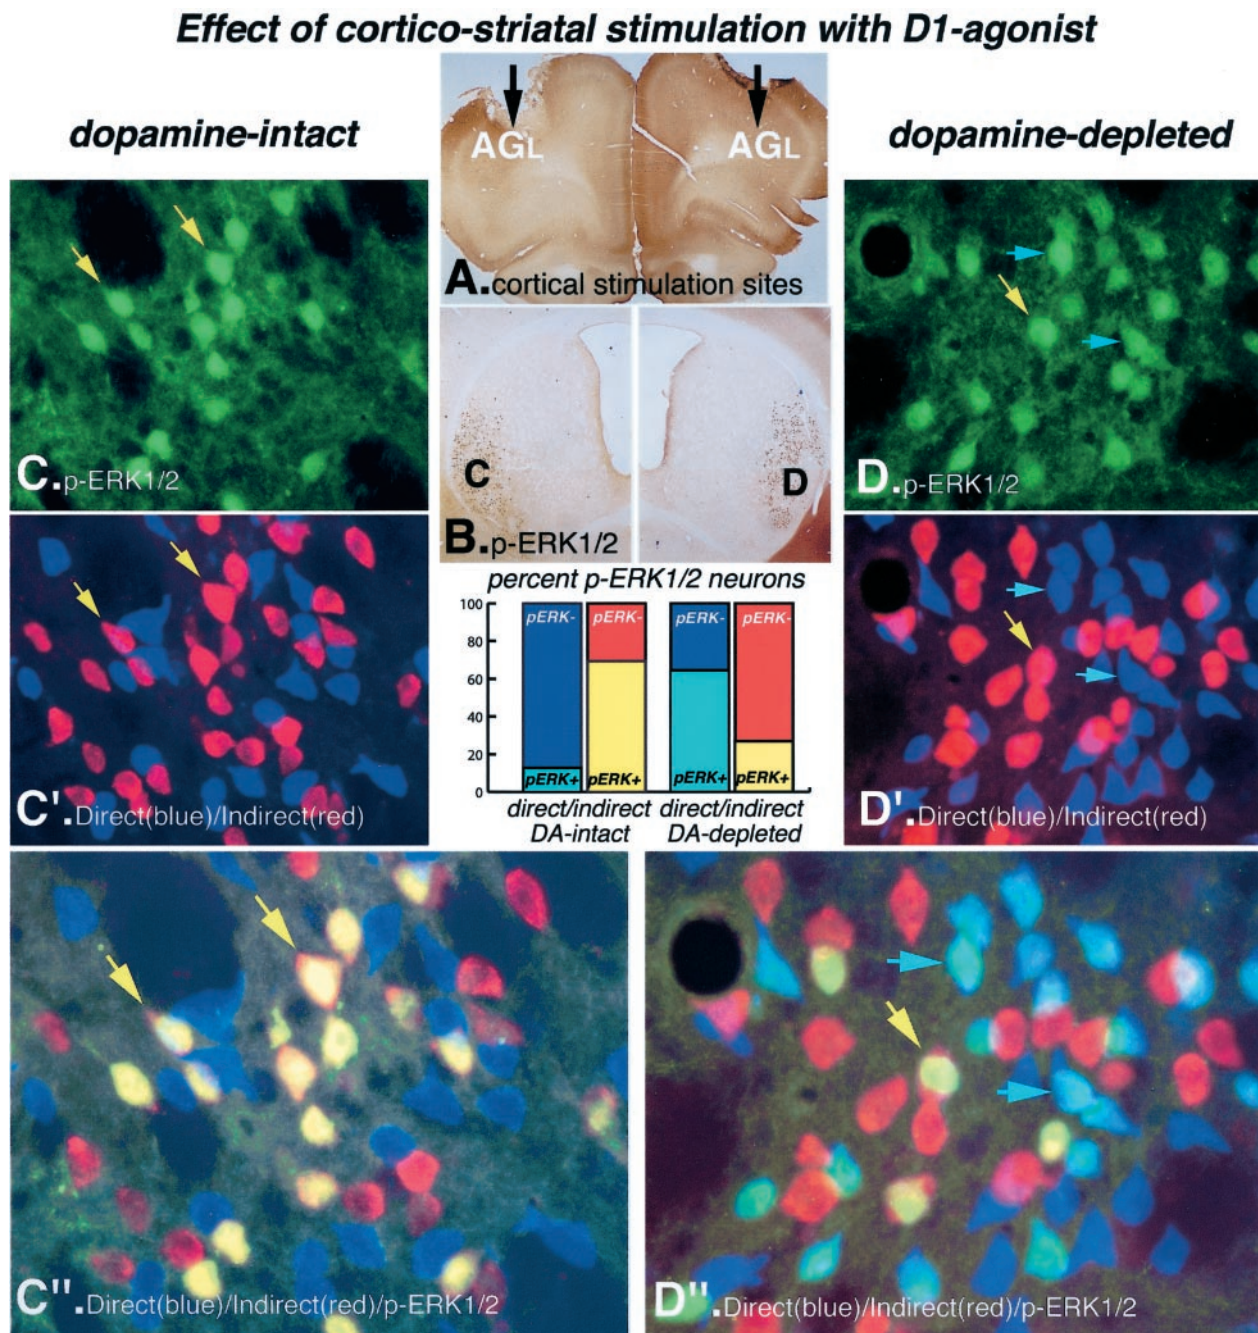 Effect of cortico-striatal stimulation with D1-agonist
dopamine-intact
dopamine-depleted
AGL
AGL
A.cortical stimulation sites
C
D
B.p-ERK1/2
C.p-ERK1/2
D.p-ERK1/2
percent p-ERK1/2 neurons
100
80
60
40
20
0
pERK-
pERK-
pERK-
pERK-
pERK+
pERK+
pERK+
pERK+
direct/indirect
DA-intact
direct/indirect
DA-depleted
C'.Direct(blue)/Indirect(red)
D'.Direct(blue)/Indirect(red)
C''.Direct(blue)/Indirect(red)/p-ERK1/2
D''.Direct(blue)/Indirect(red)/p-ERK1/2